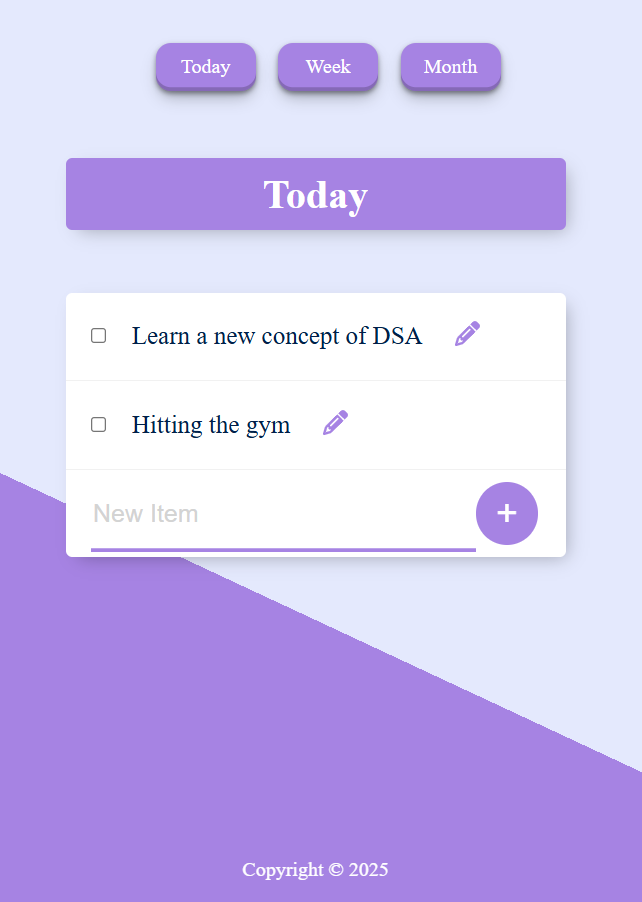 Today Week Month
Today
Learn a new concept of DSA
Hitting the gym
New Item +
Copyright © 2025